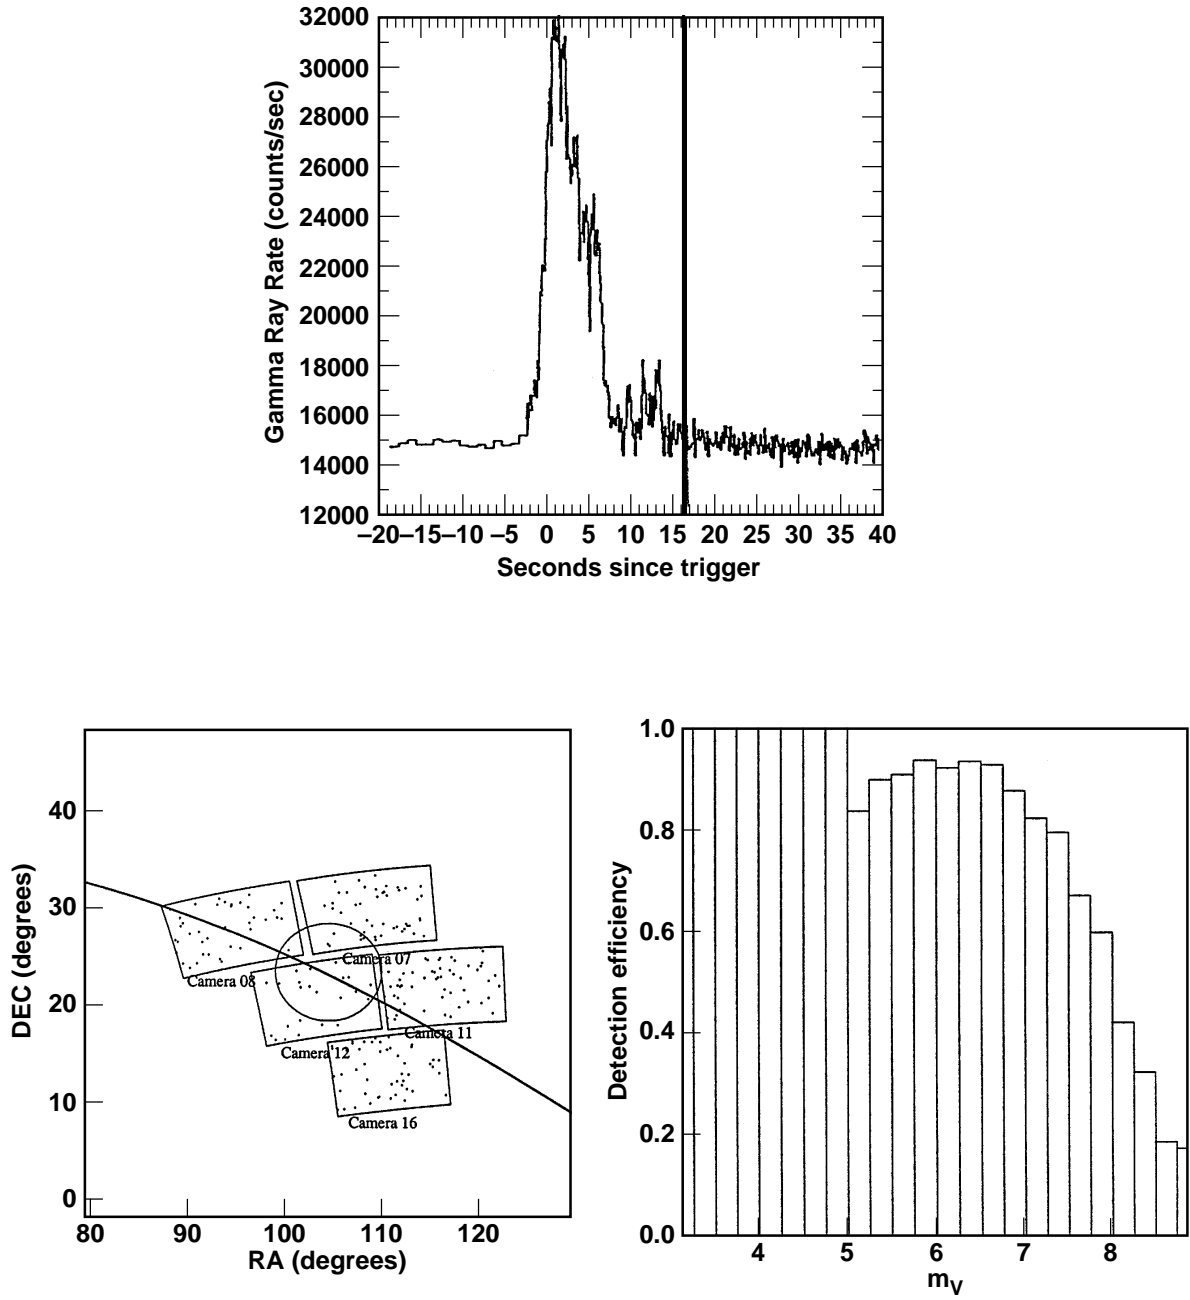 32000
30000
28000
26000
24000
22000
20000
18000
16000
14000
12000
Gamma Ray Rate (counts/sec)
–20 –15 –10 –5 0 5 10 15 20 25 30 35 40
Seconds since trigger
40
30
20
10
0
DEC (degrees)
Camera 07
Camera 08
Camera 11
Camera 12
Camera 16
80 90 100 110 120
RA (degrees)
1.0
0.8
0.6
0.4
0.2
0.0
Detection efficiency
4 5 6 7 8
mV